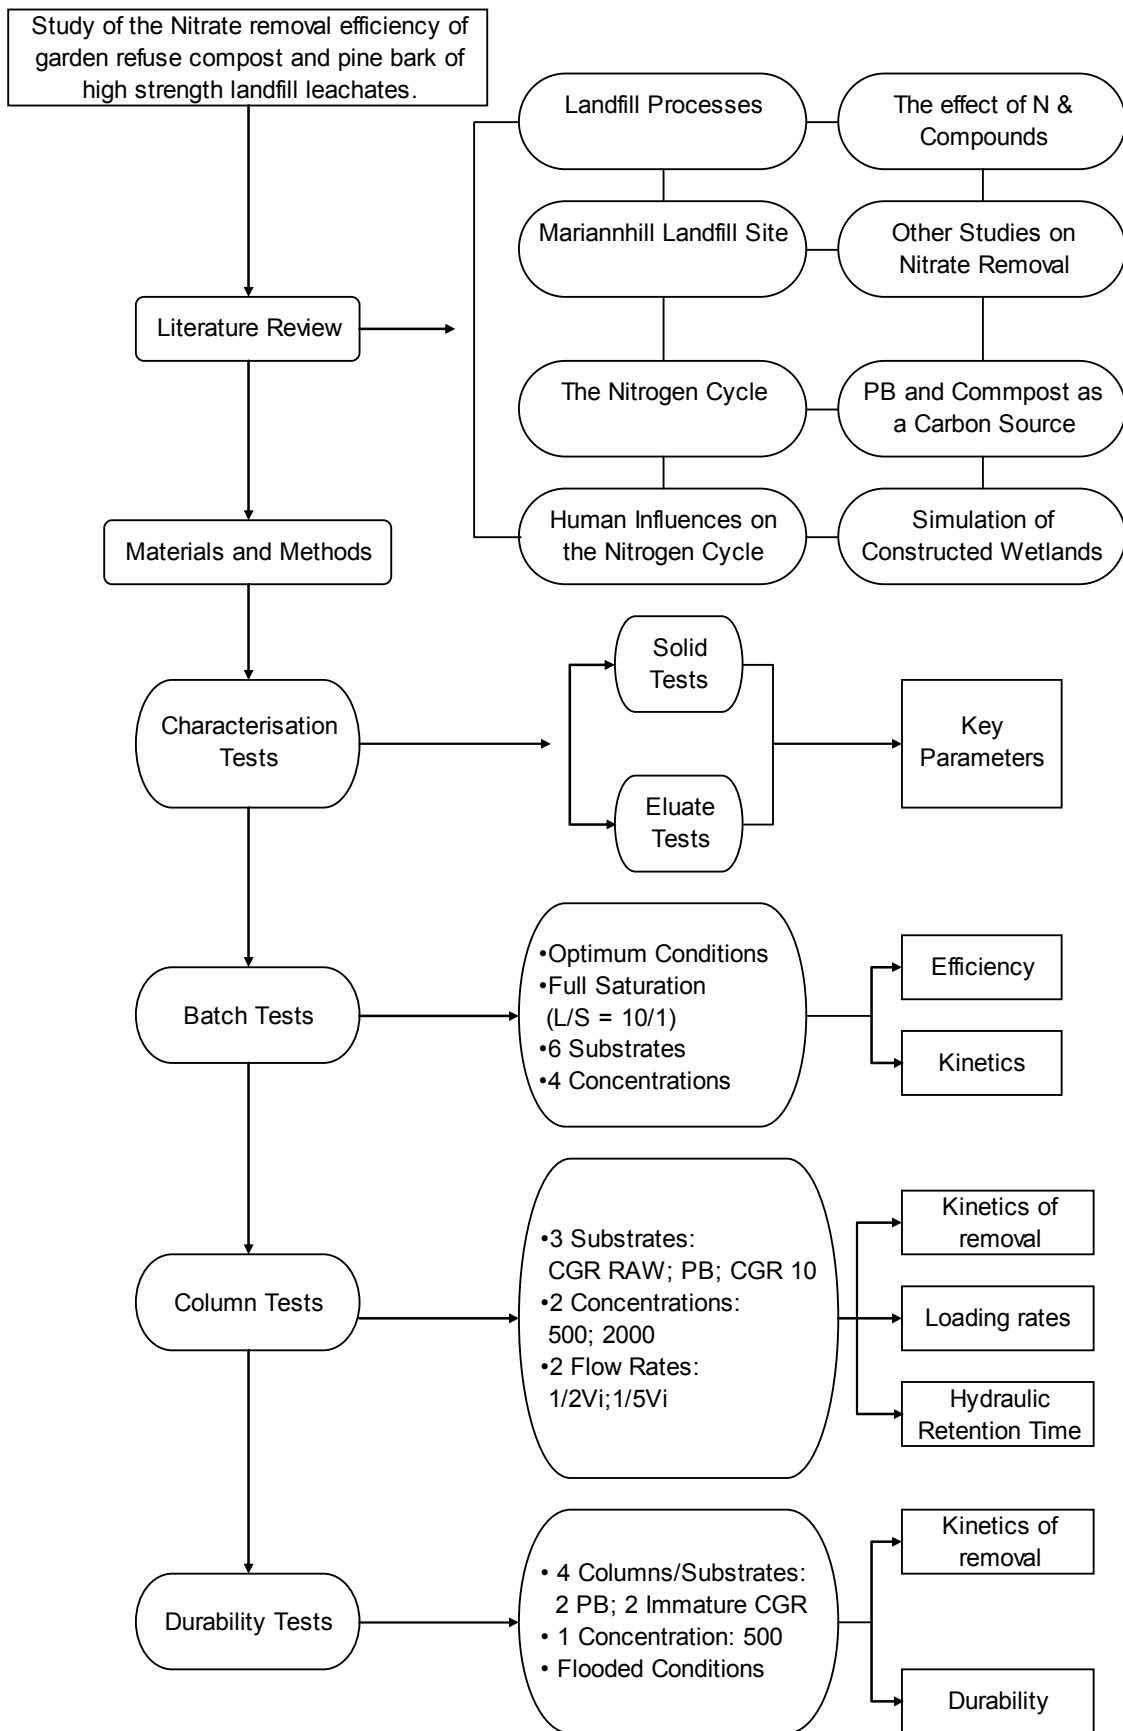 Study of the Nitrate removal efficiency of
garden refuse compost and pine bark of
high strength landfill leachates.
Landfill Processes
The effect of N &
Compounds
Mariannhill Landfill Site
Other Studies on
Nitrate Removal
Literature Review
The Nitrogen Cycle
PB and Commpost as
a Carbon Source
Human Influences on
the Nitrogen Cycle
Simulation of
Constructed Wetlands
Materials and Methods
Characterisation
Tests
Solid
Tests
Eluate
Tests
Key
Parameters
Batch Tests
•Optimum Conditions
•Full Saturation
(L/S = 10/1)
•6 Substrates
•4 Concentrations
Efficiency
Kinetics
Column Tests
•3 Substrates:
CGR RAW; PB; CGR 10
•2 Concentrations:
500; 2000
•2 Flow Rates:
1/2Vi;1/5Vi
Kinetics of
removal
Loading rates
Hydraulic
Retention Time
Durability Tests
• 4 Columns/Substrates:
2 PB; 2 Immature CGR
• 1 Concentration: 500
• Flooded Conditions
Kinetics of
removal
Durability